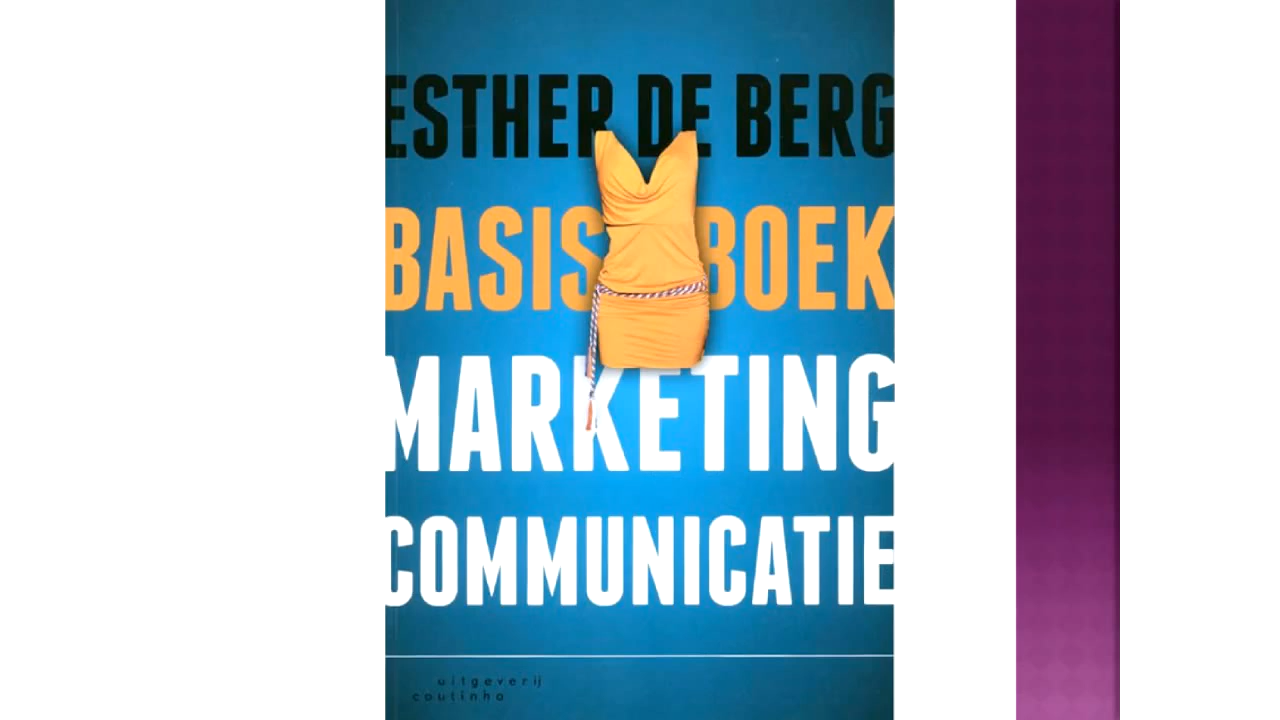 ESTHER DE BERG
BASISBOEK
MARKETING
COMMUNICATIE
uitgeverij
coutinho